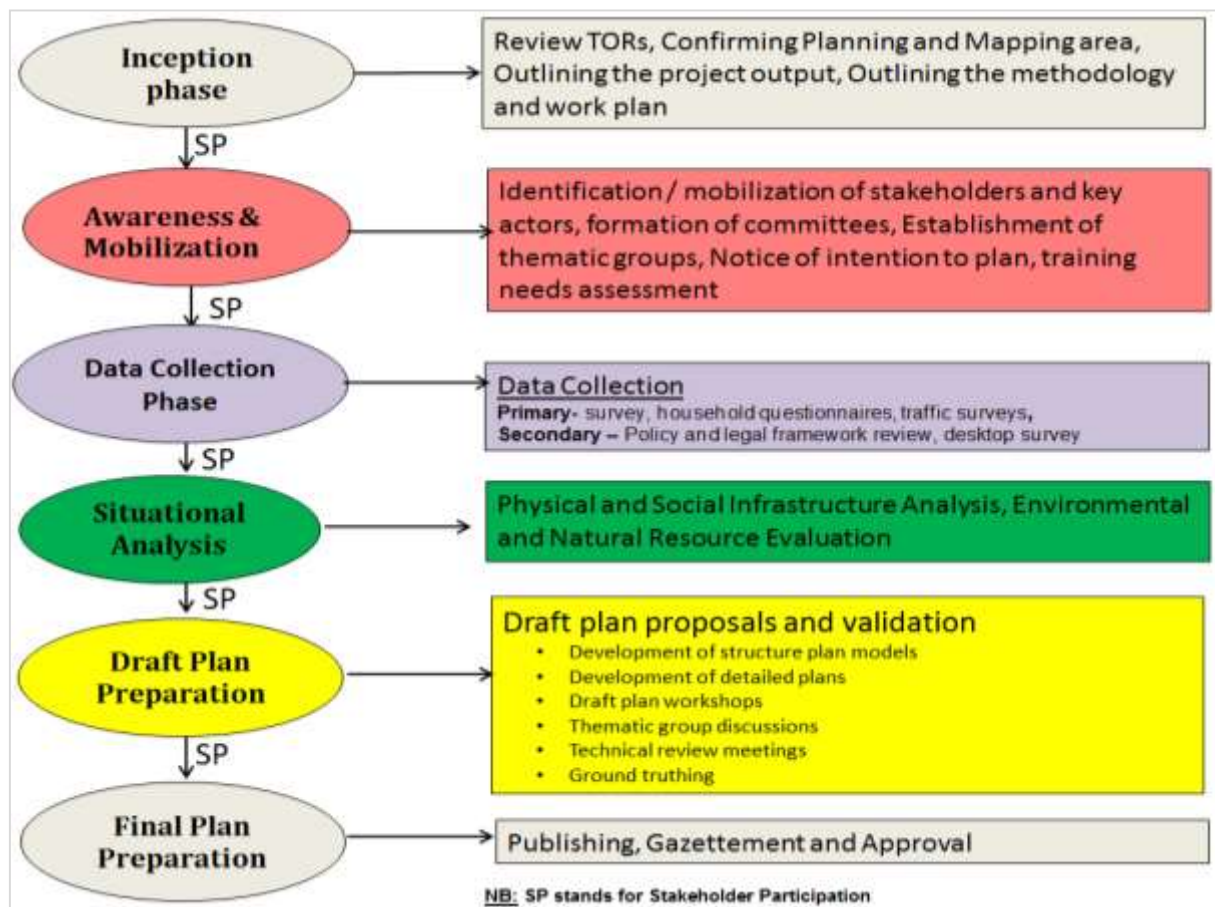 Inception
phase
Review TORs, Confirming Planning and Mapping area,
Outlining the project output, Outlining the methodology
and work plan
SP
Awareness &
Mobilization
Identification / mobilization of stakeholders and key
actors, formation of committees, Establishment of
thematic groups, Notice of intention to plan, training
needs assessment
SP
Data Collection
Phase
Data Collection
Primary- survey, household questionnaires, traffic surveys,
Secondary – Policy and legal framework review, desktop survey
SP
Situational
Analysis
Physical and Social Infrastructure Analysis, Environmental
and Natural Resource Evaluation
SP
Draft Plan
Preparation
Draft plan proposals and validation
• Development of structure plan models
• Development of detailed plans
• Draft plan workshops
• Thematic group discussions
• Technical review meetings
• Ground truthing
SP
Final Plan
Preparation
Publishing, Gazettement and Approval
NB: SP stands for Stakeholder Participation